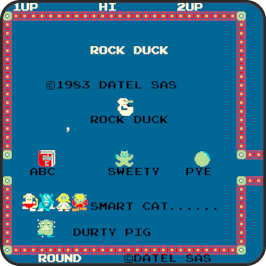 1UP HI 2UP
ROCK DUCK
©1983 DATEL SAS
ROCK DUCK
ABC SWEETY PYE
SMART CAT......
DURTY PIG
ROUND ©DATEL SAS